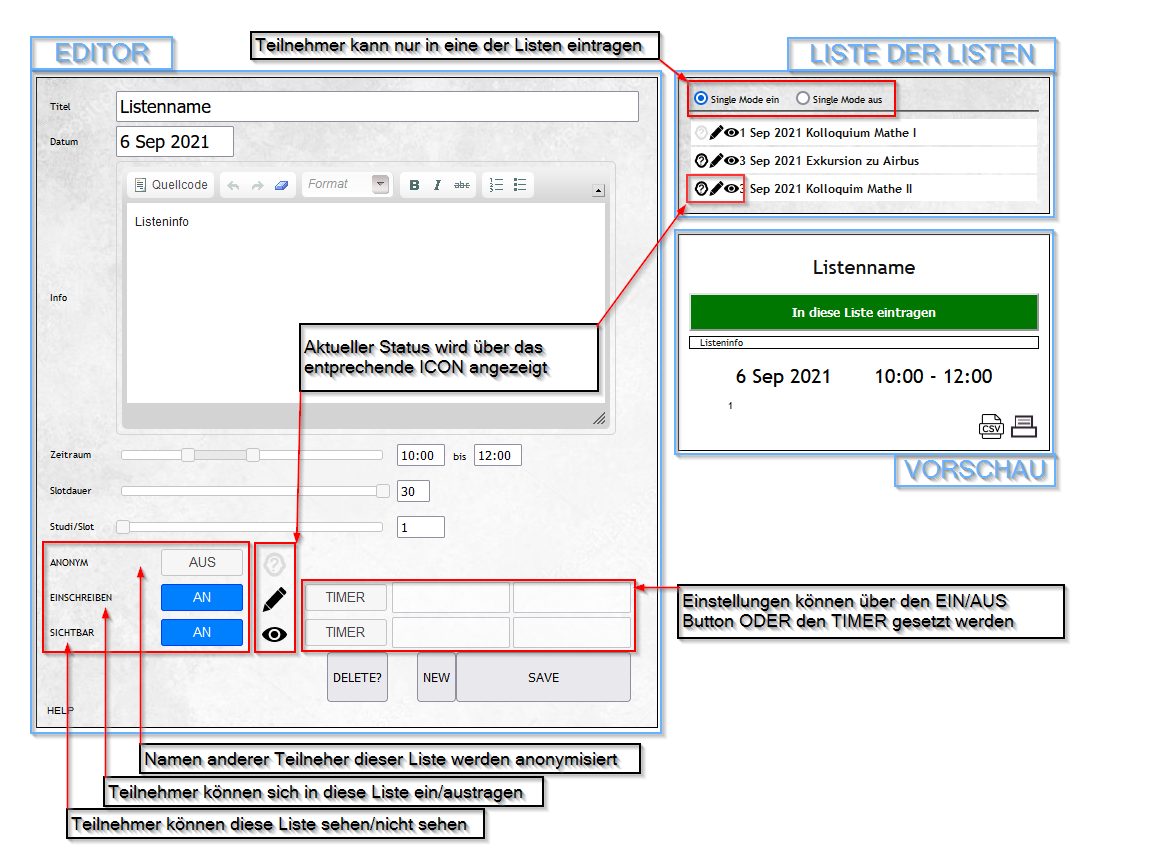 EDITOR
Teilnehmer kann nur in eine der Listen eintragen
LISTE DER LISTEN
Titel
Listenname
Datum
6 Sep 2021
Quellcode
Format
B I abc
Listeninfo
Info
Single Mode ein
Single Mode aus
1 Sep 2021 Kolloquium Mathe I
3 Sep 2021 Exkursion zu Airbus
3 Sep 2021 Kolloquim Mathe II
Listenname
In diese Liste eintragen
Listeninfo
6 Sep 2021 10:00 - 12:00
1
CSV
VORSCHAU
Aktueller Status wird über das
entprechende ICON angezeigt
Zeitraum
10:00 bis 12:00
Slotdauer
30
Studi/Slot
1
ANONYM AUS
EINSCHREIBEN AN TIMER
SICHTBAR AN TIMER
Einstellungen können über den EIN/AUS
Button ODER den TIMER gesetzt werden
DELETE? NEW SAVE
HELP
Namen anderer Teilneher dieser Liste werden anonymisiert
Teilnehmer können sich in diese Liste ein/austragen
Teilnehmer können diese Liste sehen/nicht sehen